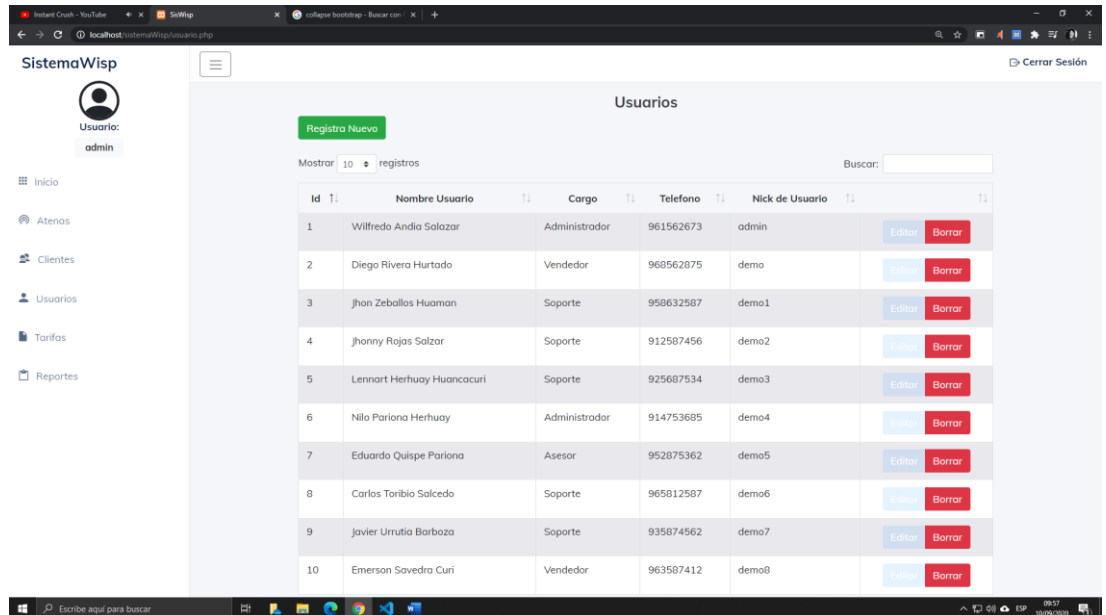 Instant Crush - YouTube
SisWisp
collapse bootstrap - Buscar con
localhost/sistemaWisp/usuario.php
SistemaWisp
Cerrar Sesión
Usuario:
admin
Inicio
Atenas
Clientes
Usuarios
Tarifas
Reportes
Usuarios
Registra Nuevo
Mostrar 10 registros
Buscar:
Id Nombre Usuario Cargo Telefono Nick de Usuario
1 Wilfredo Andia Salazar Administrador 961562673 admin Editar Borrar
2 Diego Rivera Hurtado Vendedor 968562875 demo Editar Borrar
3 Jhon Zeballos Huaman Soporte 958632587 demo1 Editar Borrar
4 Jhonny Rojas Salzar Soporte 912587456 demo2 Editar Borrar
5 Lennart Herhuay Huancacuri Soporte 925687534 demo3 Editar Borrar
6 Nilo Pariona Herhuay Administrador 914753685 demo4 Editar Borrar
7 Eduardo Quispe Pariona Asesor 952875362 demo5 Editar Borrar
8 Carlos Toribio Salcedo Soporte 965812587 demo6 Editar Borrar
9 Javier Urrutia Barboza Soporte 935874562 demo7 Editar Borrar
10 Emerson Savedra Curi Vendedor 963587412 demo8 Editar Borrar
Escribe aquí para buscar
ESP
09:57
10/09/2020